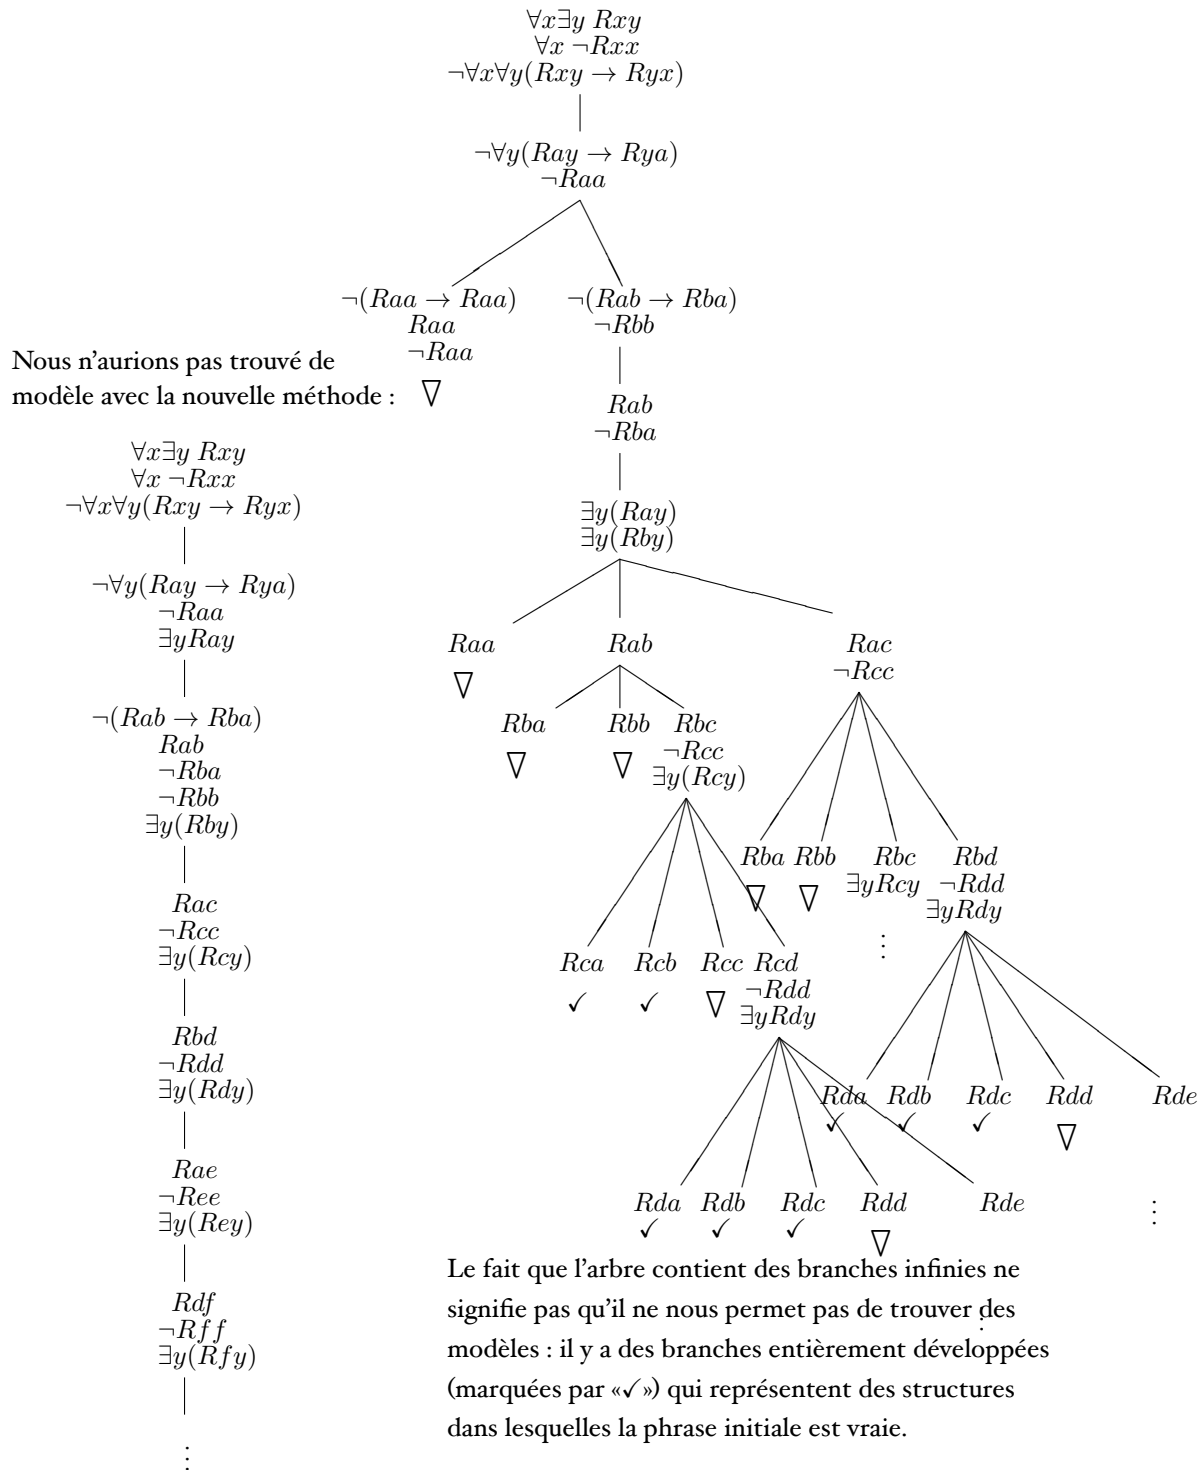 ∀x∃y Rxy
∀x ¬Rxx
¬∀x∀y(Rxy → Ryx)
¬∀y(Ray → Rya)
¬Raa
¬(Raa → Raa)
Raa
¬Raa
¬(Rab → Rba)
¬Rbb
Rab
¬Rba
∃y(Ray)
∃y(Rby)
Raa
Rab
Rac
¬Rcc
Rba
Rbb
Rbc
¬Rcc
∃y(Rcy)
Rba
Rbb
Rbc
∃yRcy
⋮
Rbd
¬Rdd
∃yRdy
Rca
✓
Rcb
✓
Rcc
Rcd
¬Rdd
∃yRdy
Rda
✓
Rdb
✓
Rdc
✓
Rdd
Rde
⋮
Rda
✓
Rdb
✓
Rdc
✓
Rdd
Rde
⋮
Nous n'aurions pas trouvé de
modèle avec la nouvelle méthode :
∀x∃y Rxy
∀x ¬Rxx
¬∀x∀y(Rxy → Ryx)
¬∀y(Ray → Rya)
¬Raa
∃yRay
¬(Rab → Rba)
Rab
¬Rba
¬Rbb
∃y(Rby)
Rac
¬Rcc
∃y(Rcy)
Rbd
¬Rdd
∃y(Rdy)
Rae
¬Ree
∃y(Rey)
Rdf
¬Rff
∃y(Rfy)
⋮
Le fait que l'arbre contient des branches infinies ne
signifie pas qu'il ne nous permet pas de trouver des
modèles : il y a des branches entièrement développées
(marquées par «✓») qui représentent des structures
dans lesquelles la phrase initiale est vraie.